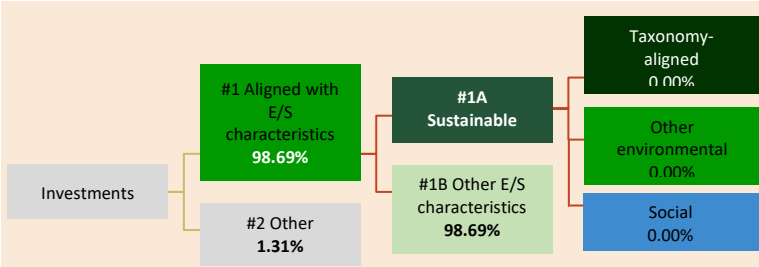 Investments
#1 Aligned with
E/S
characteristics
98.69%
#2 Other
1.31%
#1A
Sustainable
#1B Other E/S
characteristics
98.69%
Taxonomy-
aligned
0.00%
Other
environmental
0.00%
Social
0.00%